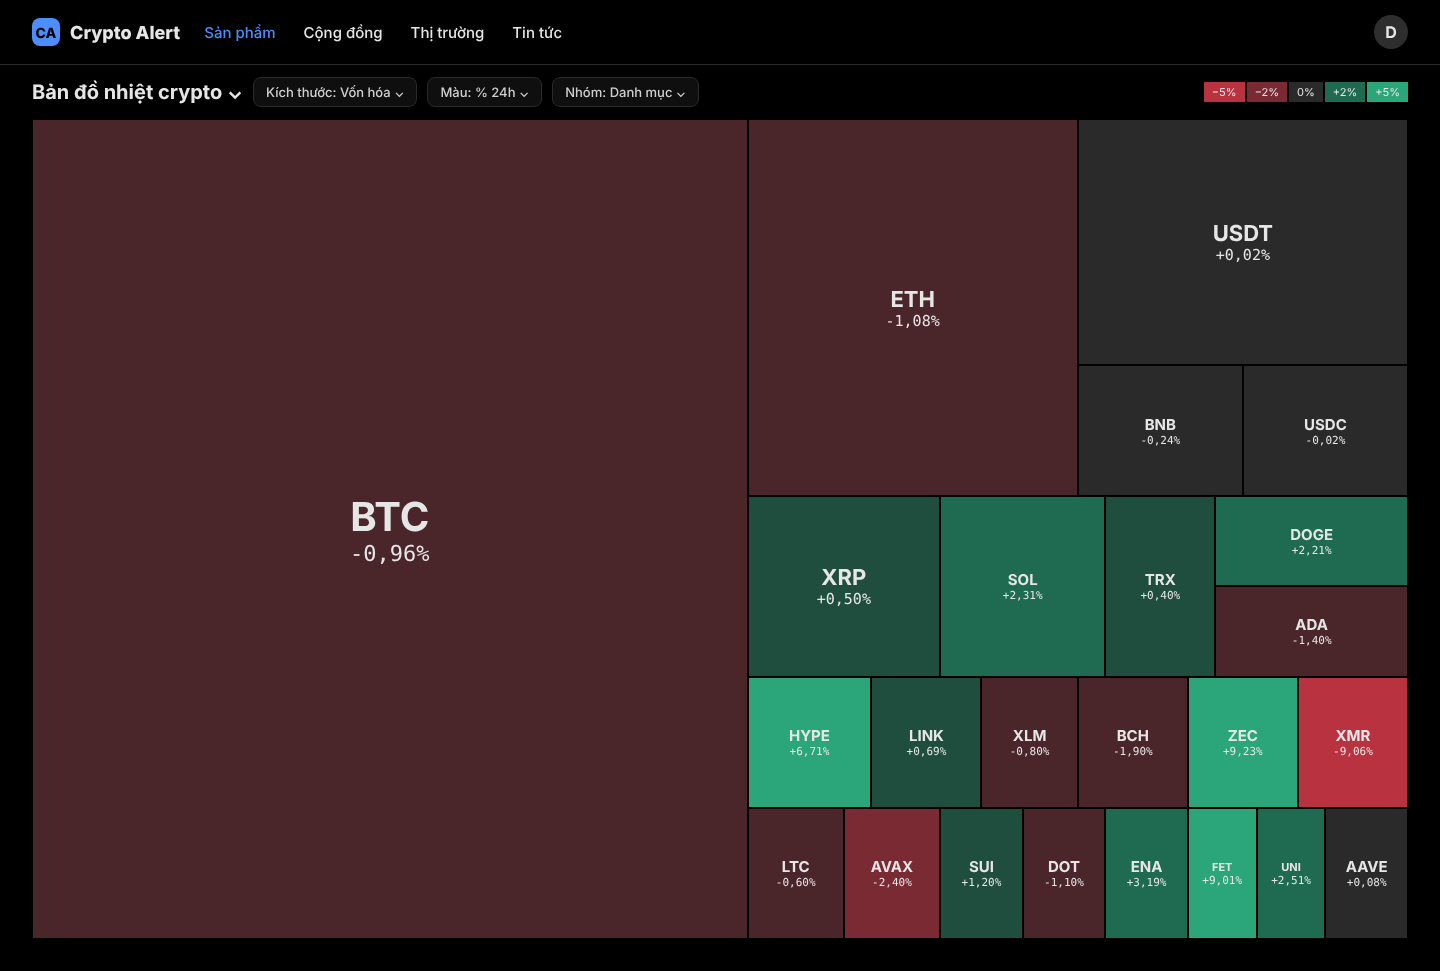 CA Crypto Alert Sản phẩm Cộng đồng Thị trường Tin tức D
Bản đồ nhiệt crypto Kích thước: Vốn hóa Màu: % 24h Nhóm: Danh mục −5% −2% 0% +2% +5%
BTC
-0,96%
ETH
-1,08%
USDT
+0,02%
BNB
-0,24%
USDC
-0,02%
XRP
+0,50%
SOL
+2,31%
TRX
+0,40%
DOGE
+2,21%
ADA
-1,40%
HYPE
+6,71%
LINK
+0,69%
XLM
-0,80%
BCH
-1,90%
ZEC
+9,23%
XMR
-9,06%
LTC
-0,60%
AVAX
-2,40%
SUI
+1,20%
DOT
-1,10%
ENA
+3,19%
FET
+9,01%
UNI
+2,51%
AAVE
+0,08%